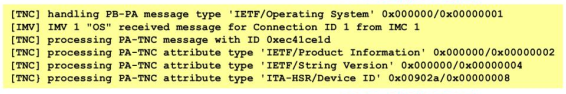 [TNC] handling PB-PA message type 'IETF/Operating System' 0x000000/0x00000001
[IMV] IMV 1 "OS" received message for Connection ID 1 from IMC 1
[TNC] processing PA-TNC message with ID 0xec41ce1d
[TNC] processing PA-TNC attribute type 'IETF/Product Information' 0x000000/0x00000002
[TNC] processing PA-TNC attribute type 'IETF/String Version' 0x000000/0x00000004
[TNC} processing PA-TNC attribute type 'ITA-HSR/Device ID' 0x00902a/0x00000008